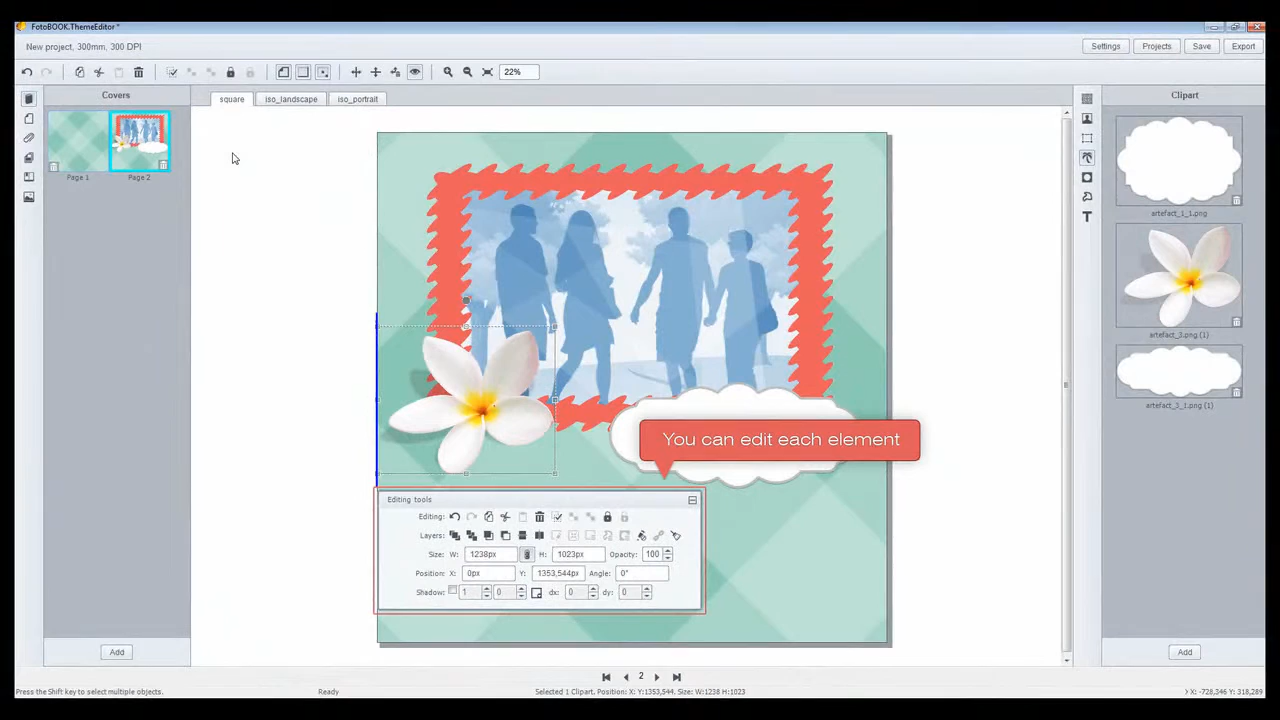 FotoBOOK.ThemeEditor *
New project, 300mm, 300 DPI
Settings
Projects
Save
Export
22%
Covers
square
iso_landscape
iso_portrait
Clipart
Page 1
Page 2
artefact_1_1.png
artefact_3.png (1)
artefact_3_1.png (1)
You can edit each element
Editing tools
Editing:
Layers:
Size: W: 1238px H: 1023px Opacity: 100
Position: X: 0px Y: 1353,544px Angle: 0°
Shadow: 1 0 dx: 0 dy: 0
Add
Add
2
Press the Shift key to select multiple objects.
Ready
Selected 1 Clipart, Position: X: Y:1353,544, Size: W:1238 H:1023
X: -728,346 Y: 318,289